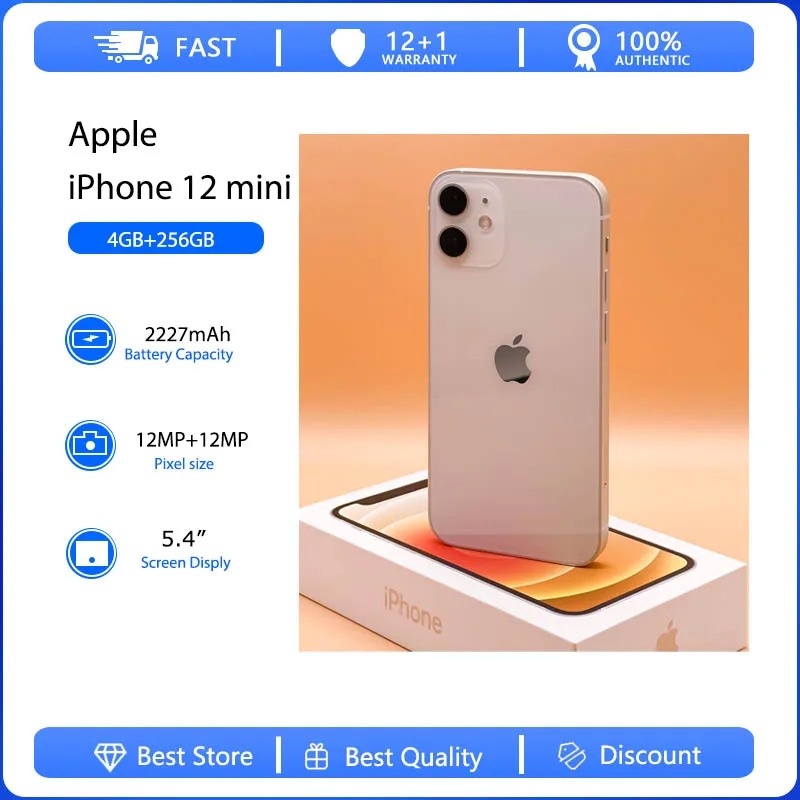 FAST
12+1
WARRANTY
100%
AUTHENTIC
Apple
iPhone 12 mini
4GB+256GB
2227mAh
Battery Capacity
12MP+12MP
Pixel size
5.4”
Screen Disply
iPhone
Best Store
Best Quality
Discount